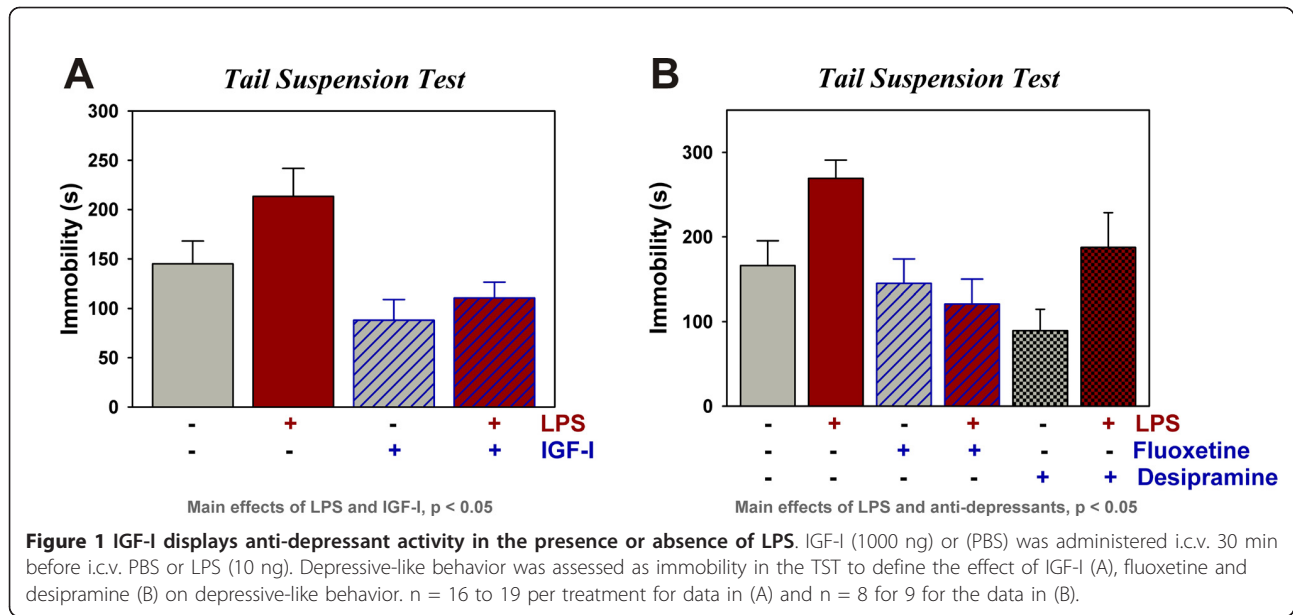 A
Tail Suspension Test
Immobility (s)
300
250
200
150
100
50
0
- + - + LPS
- - + + IGF-I
Main effects of LPS and IGF-I, p < 0.05
B
Tail Suspension Test
Immobility (s)
300
200
100
0
- + - + - + LPS
- - + + - - Fluoxetine
- - - - + + Desipramine
Main effects of LPS and anti-depressants, p < 0.05
Figure 1 IGF-I displays anti-depressant activity in the presence or absence of LPS. IGF-I (1000 ng) or (PBS) was administered i.c.v. 30 min
before i.c.v. PBS or LPS (10 ng). Depressive-like behavior was assessed as immobility in the TST to define the effect of IGF-I (A), fluoxetine and
desipramine (B) on depressive-like behavior. n = 16 to 19 per treatment for data in (A) and n = 8 for 9 for the data in (B).